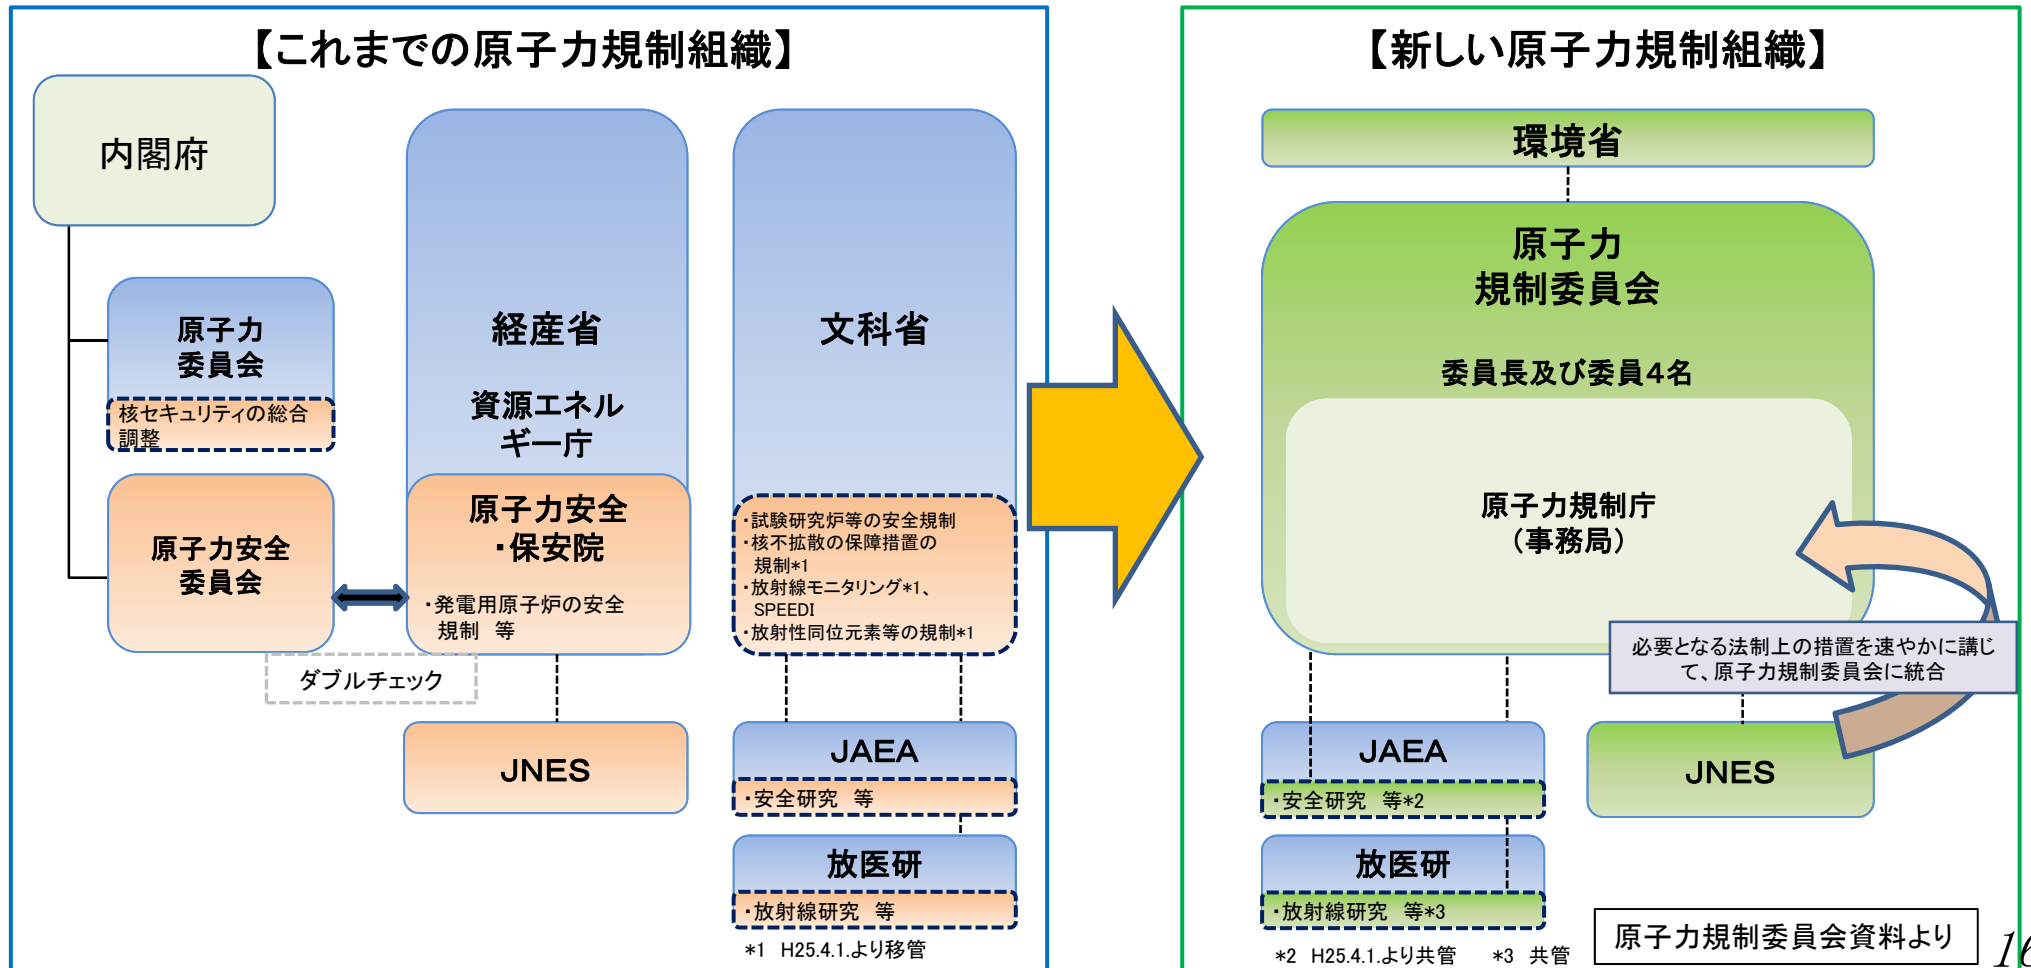 【これまでの原子力規制組織】
内閣府
原子力
委員会
核セキュリティの総合
調整
原子力安全
委員会
経産省
資源エネル
ギー庁
原子力安全
・保安院
・発電用原子炉の安全
規制 等
ダブルチェック
JNES
文科省
・試験研究炉等の安全規制
・核不拡散の保障措置の
規制*1
・放射線モニタリング*1、
SPEEDI
・放射性同位元素等の規制*1
JAEA
・安全研究 等
放医研
・放射線研究 等
*1 H25.4.1.より移管
【新しい原子力規制組織】
環境省
原子力
規制委員会
委員長及び委員4名
原子力規制庁
(事務局)
必要となる法制上の措置を速やかに講じ
て、原子力規制委員会に統合
JAEA
・安全研究 等*2
JNES
放医研
・放射線研究 等*3
*2 H25.4.1.より共管 *3 共管
原子力規制委員会資料より